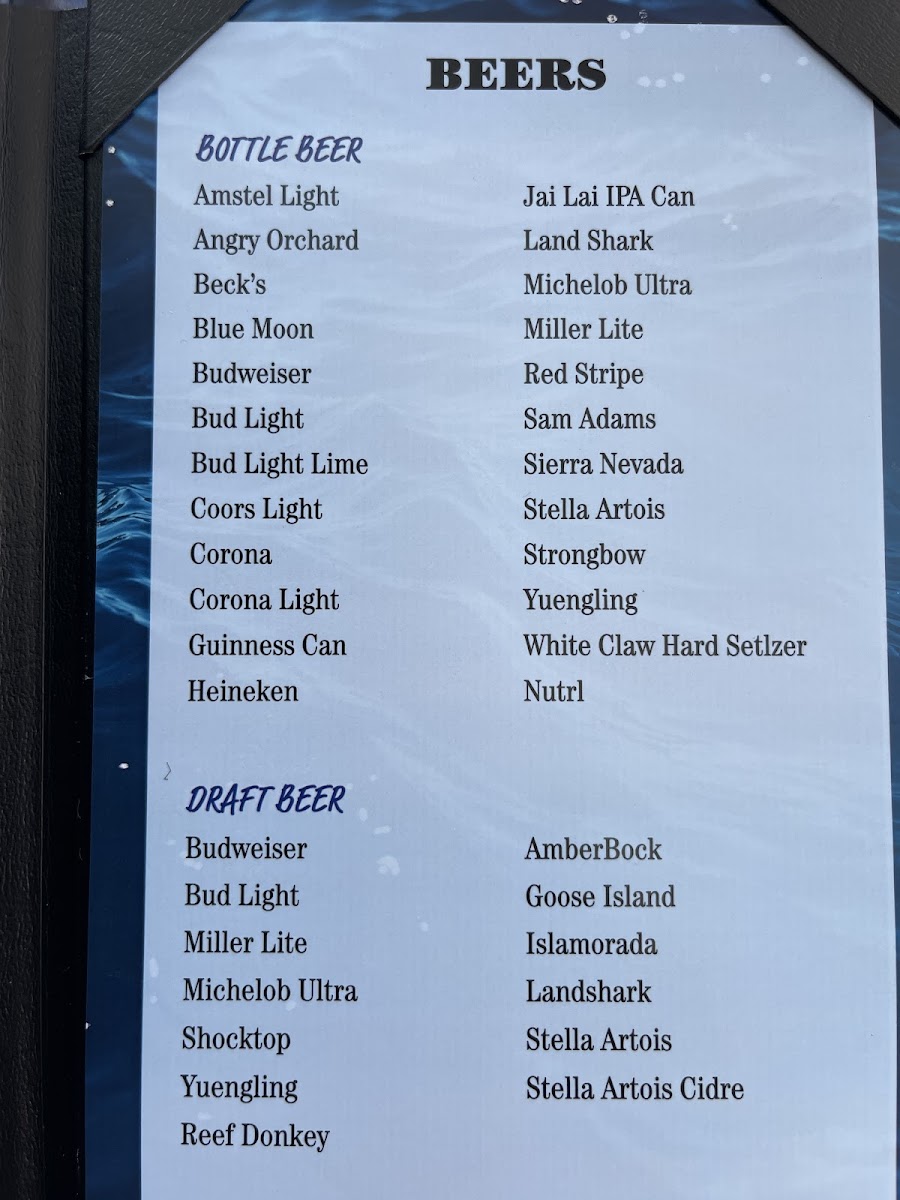 BEERS
BOTTLE BEER
Amstel Light
Angry Orchard
Beck's
Blue Moon
Budweiser
Bud Light
Bud Light Lime
Coors Light
Corona
Corona Light
Guinness Can
Heineken
Jai Lai IPA Can
Land Shark
Michelob Ultra
Miller Lite
Red Stripe
Sam Adams
Sierra Nevada
Stella Artois
Strongbow
Yuengling
White Claw Hard Setlzer
Nutrl
DRAFT BEER
Budweiser
Bud Light
Miller Lite
Michelob Ultra
Shocktop
Yuengling
Reef Donkey
AmberBock
Goose Island
Islamorada
Landshark
Stella Artois
Stella Artois Cidre